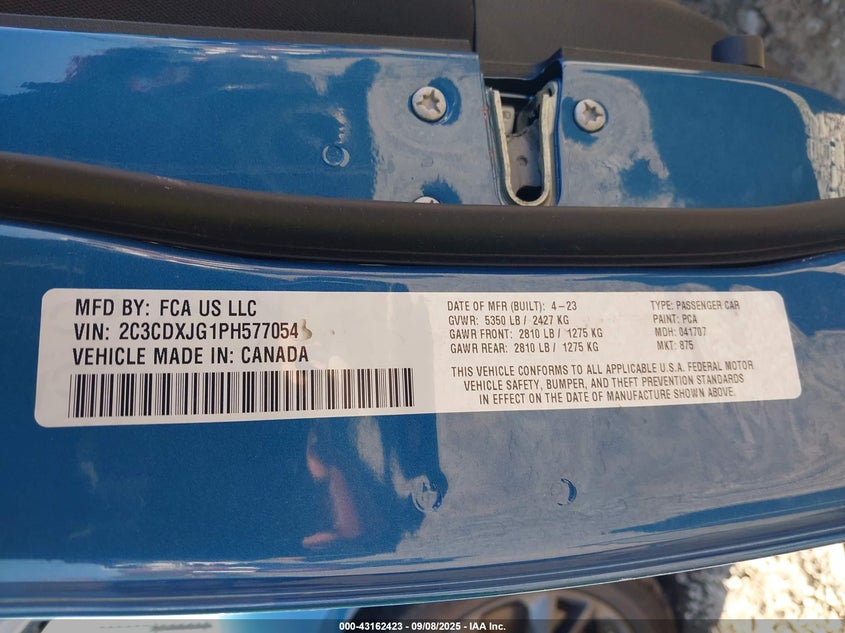 MFD BY: FCA US LLC
VIN: 2C3CDXJG1PH577054
VEHICLE MADE IN: CANADA
DATE OF MFR (BUILT): 4-23
GVWR: 5350 LB / 2427 KG
GAWR FRONT: 2810 LB / 1275 KG
GAWR REAR: 2810 LB / 1275 KG
TYPE: PASSENGER CAR
PAINT: PCA
MDH: 041707
MKT: 875
THIS VEHICLE CONFORMS TO ALL APPLICABLE U.S.A. FEDERAL MOTOR
VEHICLE SAFETY, BUMPER, AND THEFT PREVENTION STANDARDS
IN EFFECT ON THE DATE OF MANUFACTURE SHOWN ABOVE.
000-43162423 - 09/08/2025 - IAA Inc.